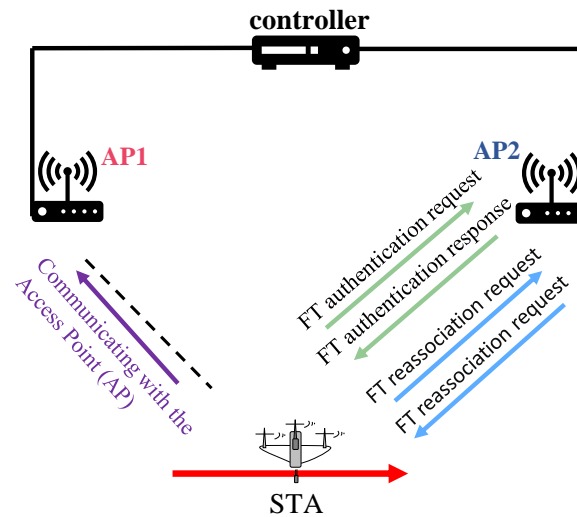 controller
AP1
AP2
Communicating with the
Access Point (AP)
FT authentication request
FT authentication response
FT reassociation request
FT reassociation request
STA